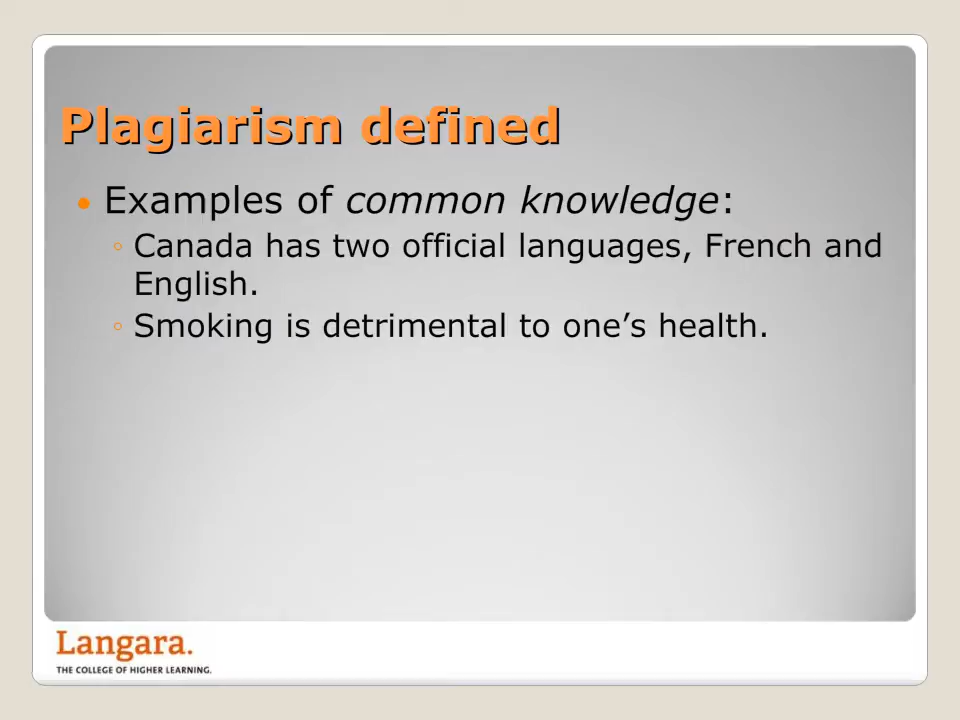 Plagiarism defined
• Examples of common knowledge:
◦ Canada has two official languages, French and
English.
◦ Smoking is detrimental to one’s health.
Langara.
THE COLLEGE OF HIGHER LEARNING.